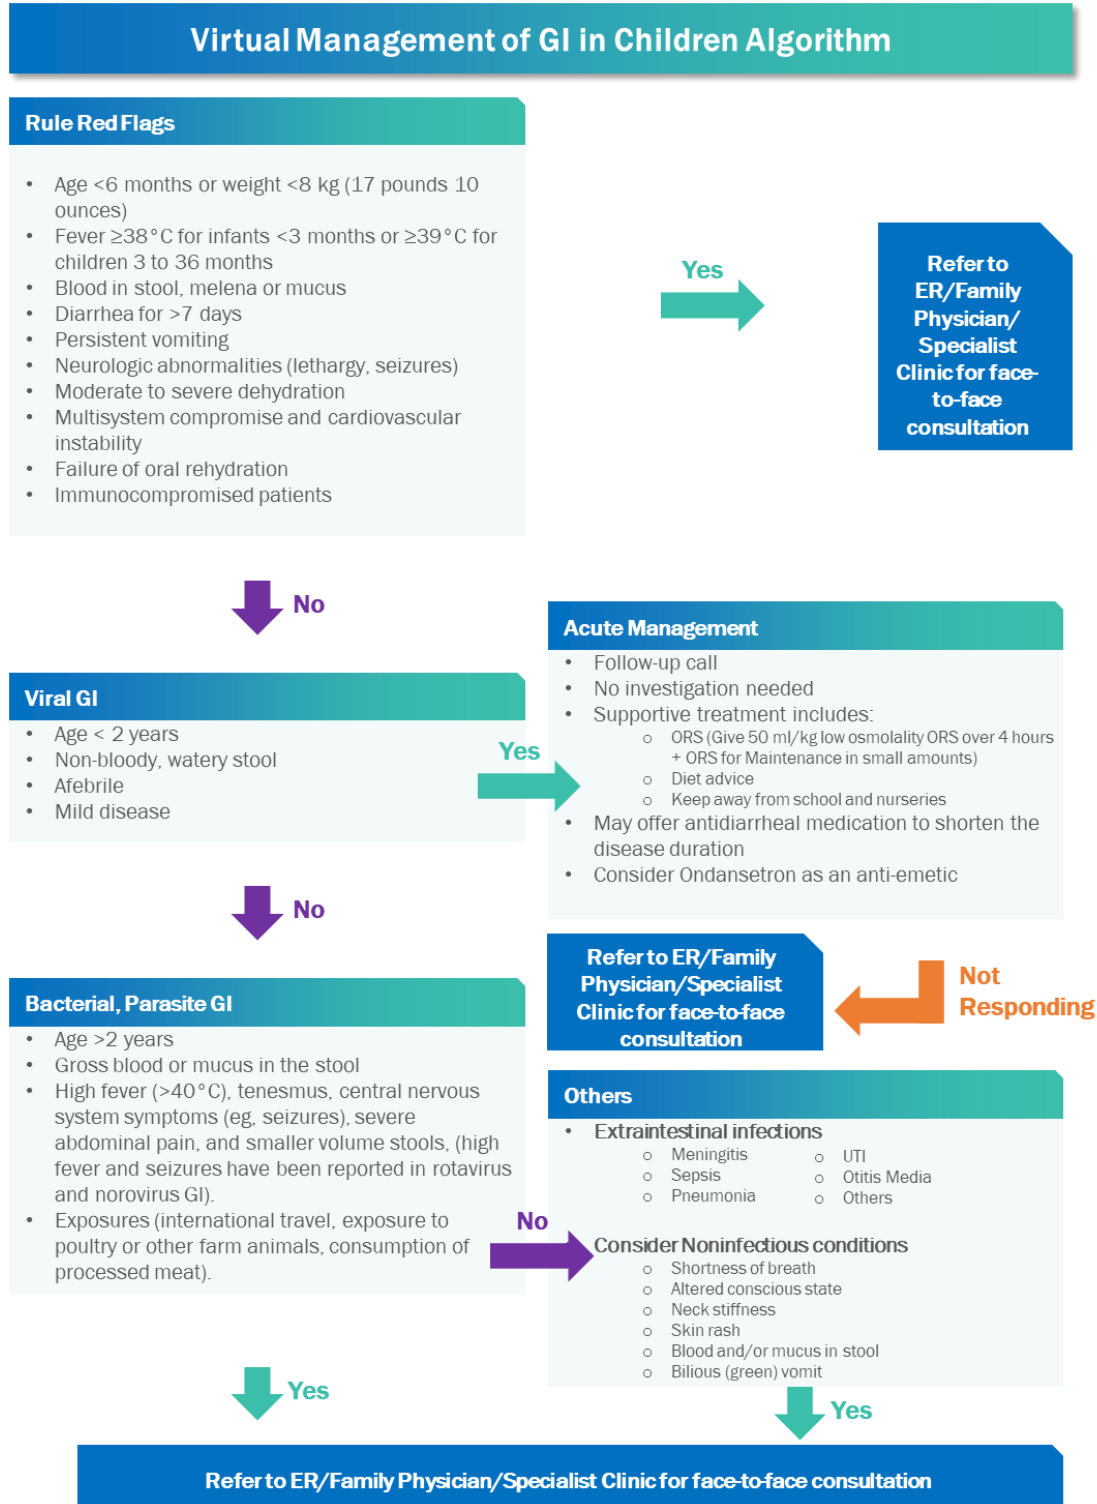 Virtual Management of GI in Children Algorithm
Rule Red Flags
• Age <6 months or weight <8 kg (17 pounds 10
ounces)
• Fever ≥38°C for infants <3 months or ≥39°C for
children 3 to 36 months
• Blood in stool, melena or mucus
• Diarrhea for >7 days
• Persistent vomiting
• Neurologic abnormalities (lethargy, seizures)
• Moderate to severe dehydration
• Multisystem compromise and cardiovascular
instability
• Failure of oral rehydration
• Immunocompromised patients
Yes
Refer to
ER/Family
Physician/
Specialist
Clinic for face-
to-face
consultation
No
Viral GI
• Age < 2 years
• Non-bloody, watery stool
• Afebrile
• Mild disease
Yes
Acute Management
• Follow-up call
• No investigation needed
• Supportive treatment includes:
o ORS (Give 50 ml/kg low osmolality ORS over 4 hours
+ ORS for Maintenance in small amounts)
o Diet advice
o Keep away from school and nurseries
• May offer antidiarrheal medication to shorten the
disease duration
• Consider Ondansetron as an anti-emetic
Not
Responding
Refer to ER/Family
Physician/Specialist
Clinic for face-to-face
consultation
No
Bacterial, Parasite GI
• Age >2 years
• Gross blood or mucus in the stool
• High fever (>40°C), tenesmus, central nervous
system symptoms (eg, seizures), severe
abdominal pain, and smaller volume stools, (high
fever and seizures have been reported in rotavirus
and norovirus GI).
• Exposures (international travel, exposure to
poultry or other farm animals, consumption of
processed meat).
No
Others
• Extraintestinal infections
o Meningitis
o Sepsis
o Pneumonia
o UTI
o Otitis Media
o Others
Consider Noninfectious conditions
o Shortness of breath
o Altered conscious state
o Neck stiffness
o Skin rash
o Blood and/or mucus in stool
o Bilious (green) vomit
Yes
Yes
Refer to ER/Family Physician/Specialist Clinic for face-to-face consultation